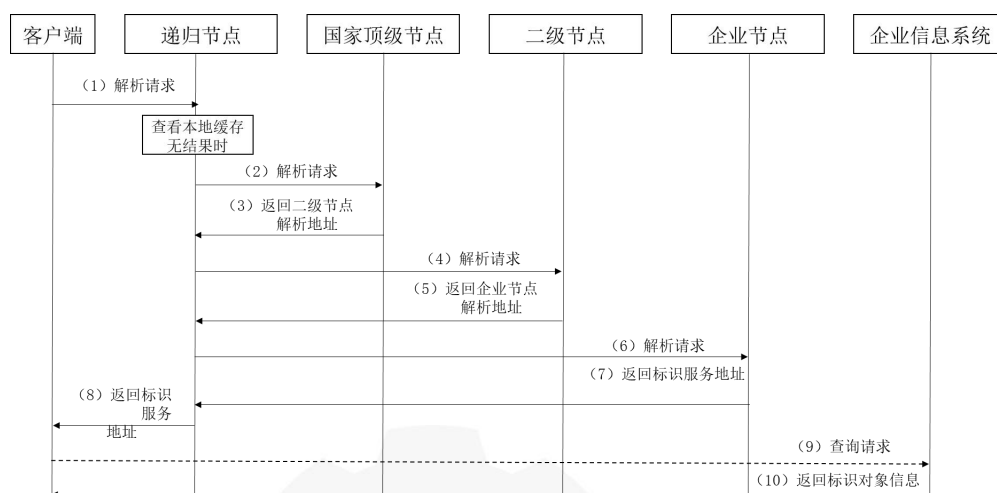 客户端
递归节点
国家顶级节点
二级节点
企业节点
企业信息系统
（1）解析请求
查看本地缓存
无结果时
（2）解析请求
（3）返回二级节点
解析地址
（4）解析请求
（5）返回企业节点
解析地址
（6）解析请求
（7）返回标识服务地址
（8）返回标识
服务
地址
（9）查询请求
（10）返回标识对象信息